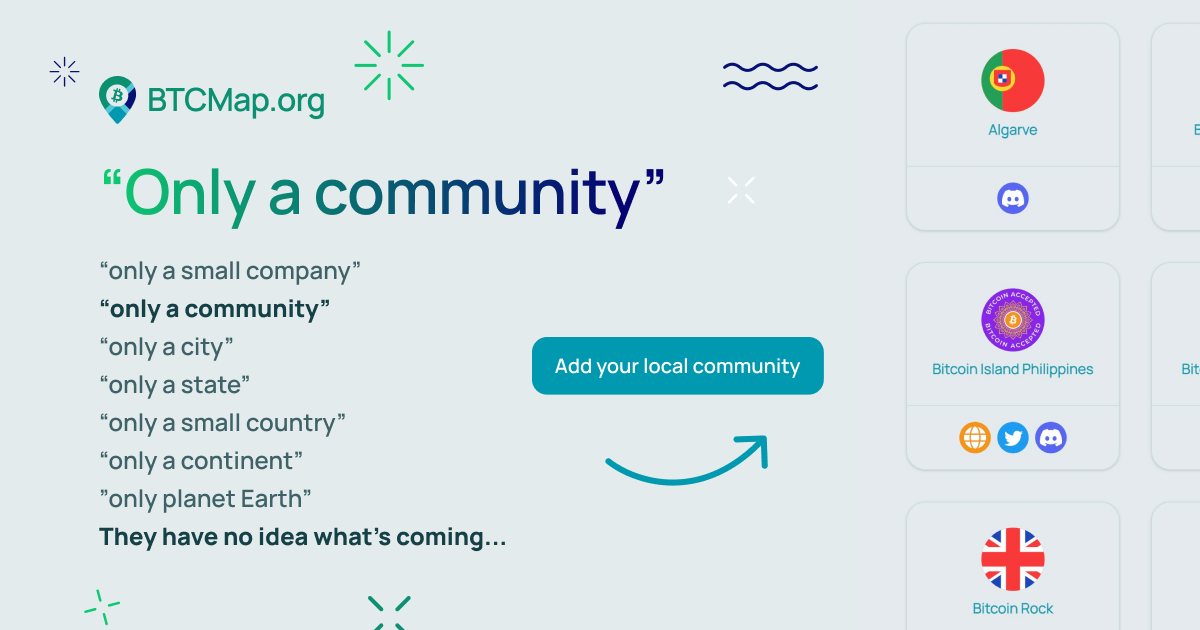 BTCMap.org
“Only a community”
“only a small company”
“only a community”
“only a city”
“only a state”
“only a small country”
“only a continent”
”only planet Earth”
They have no idea what’s coming...
Add your local community
Algarve
BITCOIN ACCEPTED
BITCOIN ACCEPTED
Bitcoin Island Philippines
Bitcoin Rock